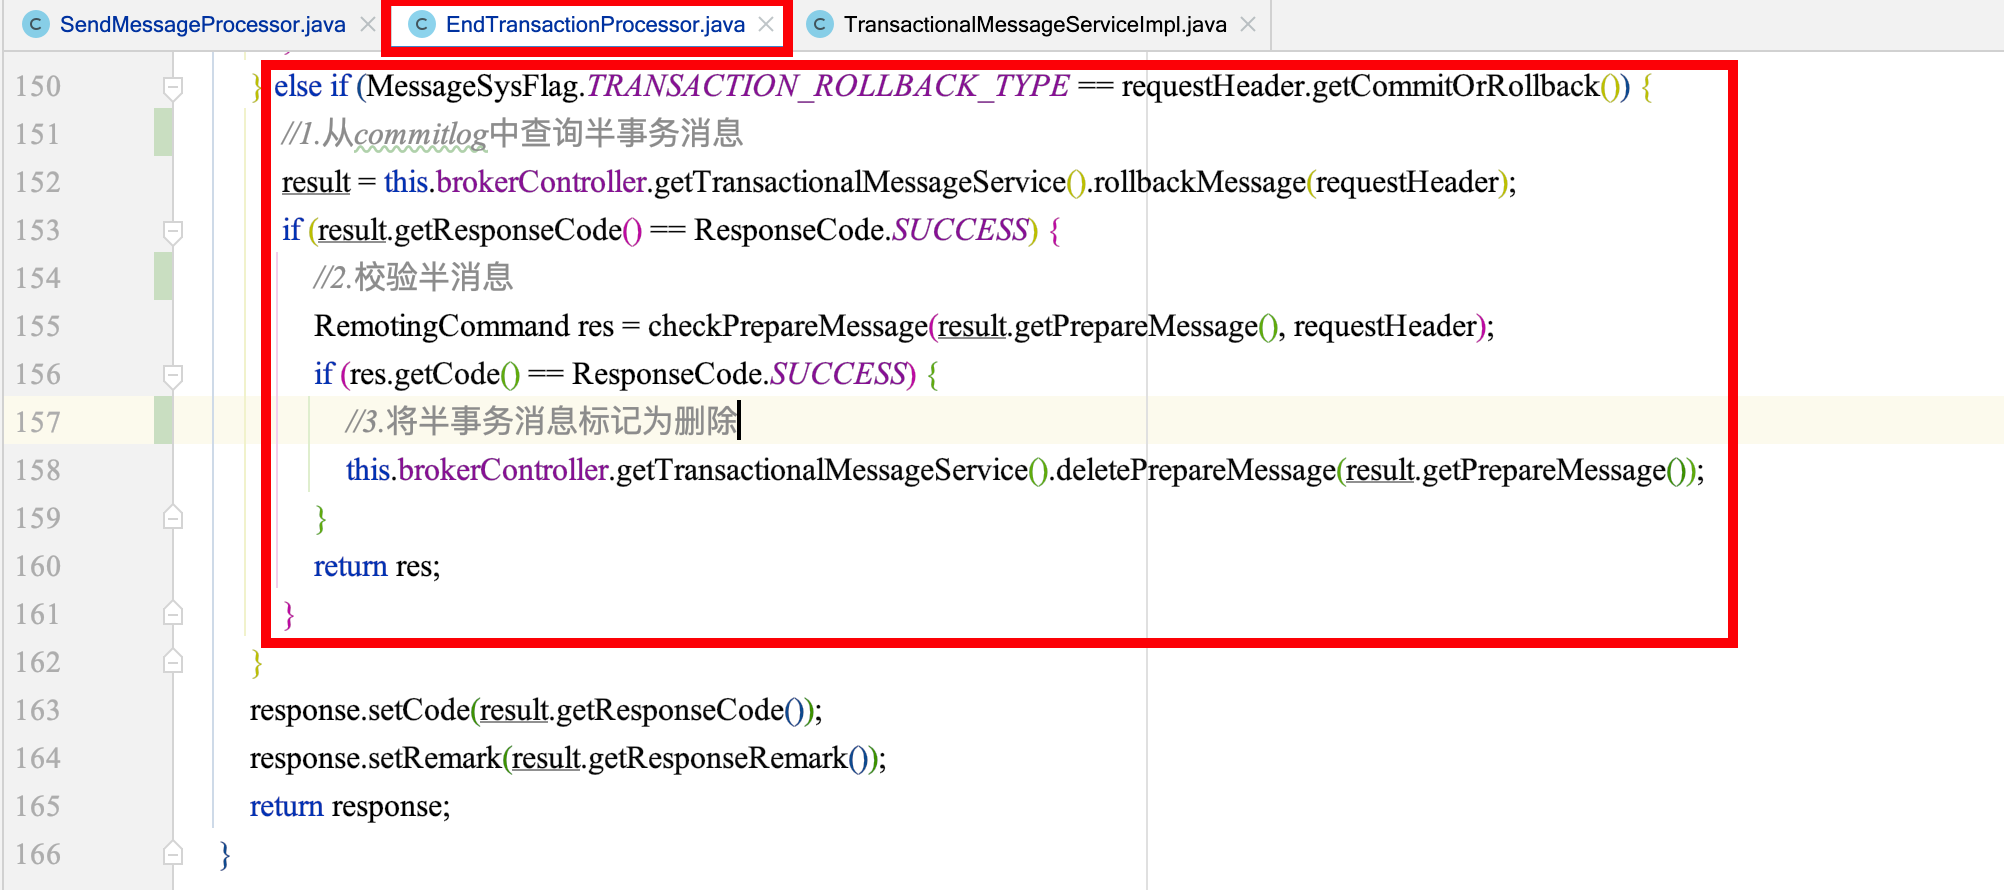 SendMessageProcessor.java EndTransactionProcessor.java TransactionalMessageServiceImpl.java
150 } else if (MessageSysFlag.TRANSACTION_ROLLBACK_TYPE == requestHeader.getCommitOrRollback()) {
151 //1.从commitlog中查询半事务消息
152 result = this.brokerController.getTransactionalMessageService().rollbackMessage(requestHeader);
153 if (result.getResponseCode() == ResponseCode.SUCCESS) {
154 //2.校验半消息
155 RemotingCommand res = checkPrepareMessage(result.getPrepareMessage(), requestHeader);
156 if (res.getCode() == ResponseCode.SUCCESS) {
157 //3.将半事务消息标记为删除
158 this.brokerController.getTransactionalMessageService().deletePrepareMessage(result.getPrepareMessage());
159 }
160 return res;
161 }
162 }
163 response.setCode(result.getResponseCode());
164 response.setRemark(result.getResponseRemark());
165 return response;
166 }